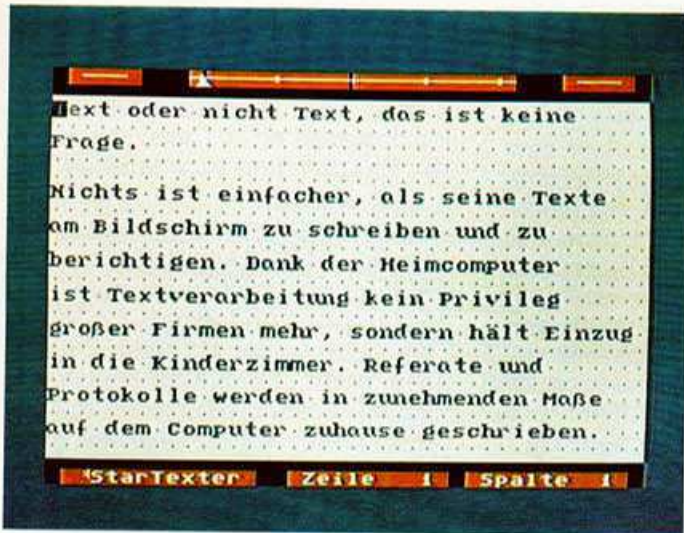 Text oder nicht Text, das ist keine
Frage.
Nichts ist einfacher, als seine Texte
am Bildschirm zu schreiben und zu
berichtigen. Dank der Heimcomputer
ist Textverarbeitung kein Privileg
großer Firmen mehr, sondern hält Einzug
in die Kinderzimmer. Referate und
Protokolle werden in zunehmenden Maße
auf dem Computer zuhause geschrieben.
*StarTexter Zeile 1 Spalte 1